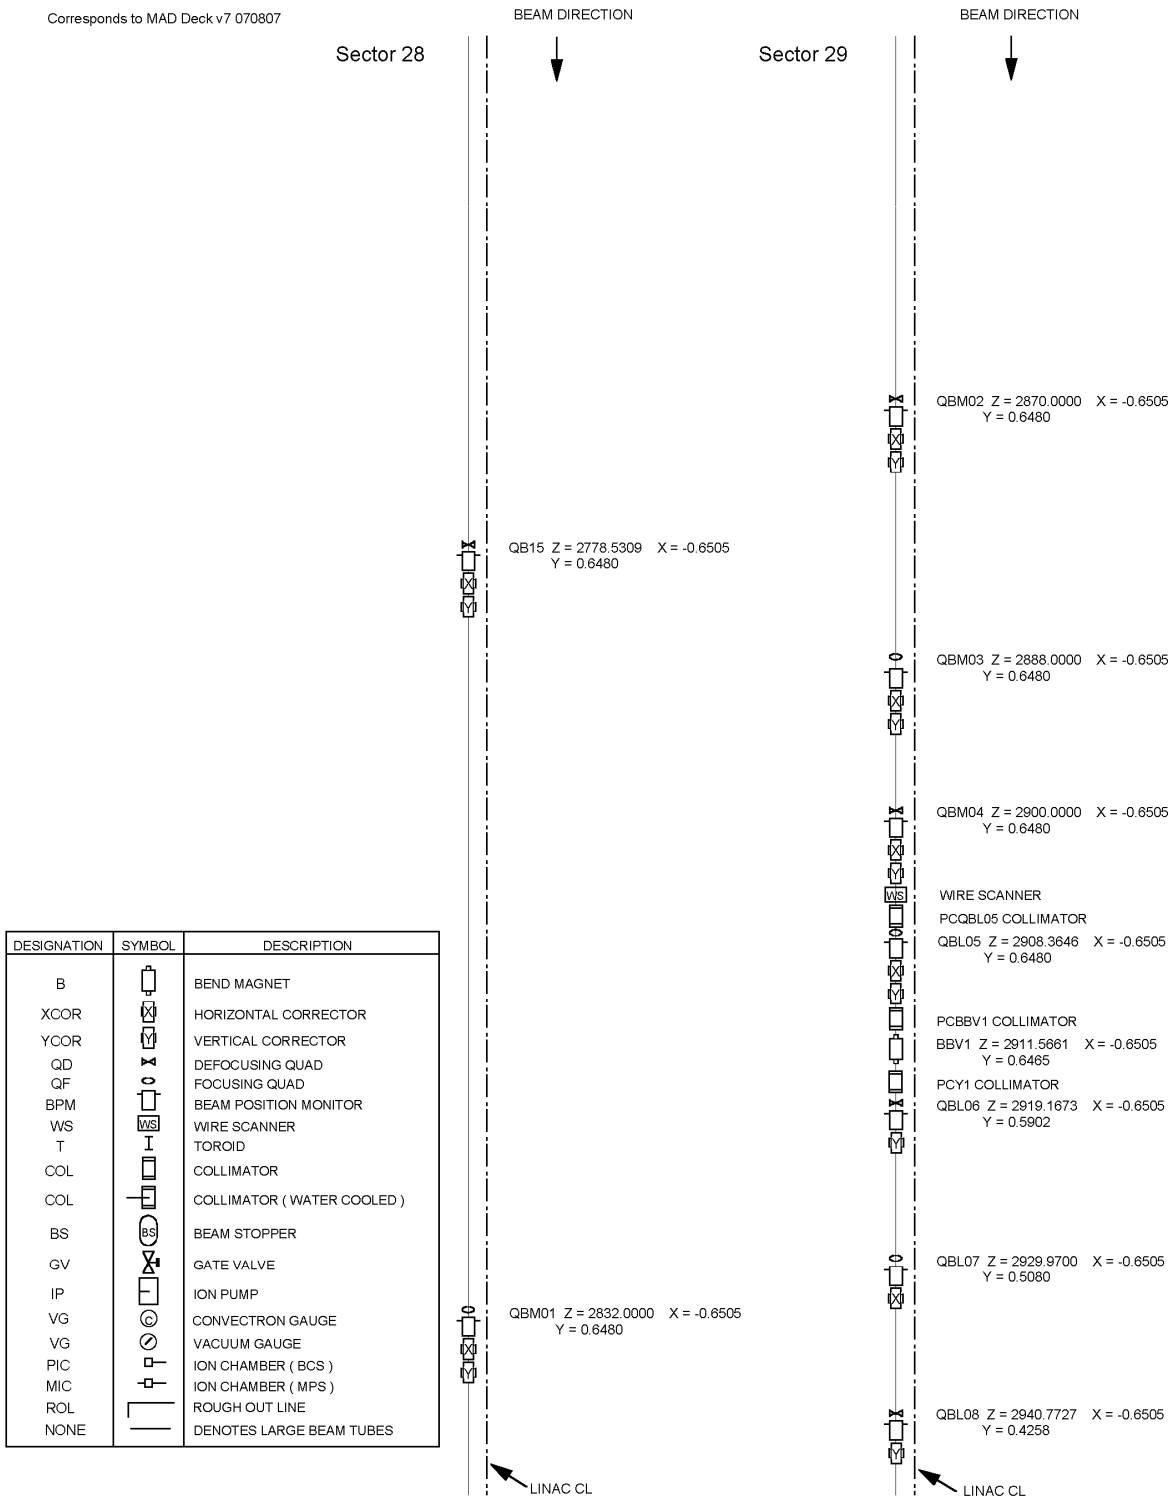 Corresponds to MAD Deck v7 070807
BEAM DIRECTION
BEAM DIRECTION
Sector 28
Sector 29
QB15 Z = 2778.5309 X = -0.6505
Y = 0.6480
X
Y
QBM01 Z = 2832.0000 X = -0.6505
Y = 0.6480
X
Y
LINAC CL
QBM02 Z = 2870.0000 X = -0.6505
Y = 0.6480
X
Y
QBM03 Z = 2888.0000 X = -0.6505
Y = 0.6480
X
Y
QBM04 Z = 2900.0000 X = -0.6505
Y = 0.6480
X
Y
WS WIRE SCANNER
PCQBL05 COLLIMATOR
QBL05 Z = 2908.3646 X = -0.6505
Y = 0.6480
X
Y
PCBBV1 COLLIMATOR
BBV1 Z = 2911.5661 X = -0.6505
Y = 0.6465
PCY1 COLLIMATOR
QBL06 Z = 2919.1673 X = -0.6505
Y = 0.5902
Y
QBL07 Z = 2929.9700 X = -0.6505
Y = 0.5080
X
QBL08 Z = 2940.7727 X = -0.6505
Y = 0.4258
Y
LINAC CL
DESIGNATION SYMBOL DESCRIPTION
B BEND MAGNET
XCOR X HORIZONTAL CORRECTOR
YCOR Y VERTICAL CORRECTOR
QD DEFOCUSING QUAD
QF FOCUSING QUAD
BPM BEAM POSITION MONITOR
WS WS WIRE SCANNER
T TOROID
COL COLLIMATOR
COL COLLIMATOR ( WATER COOLED )
BS BS BEAM STOPPER
GV GATE VALVE
IP ION PUMP
VG C CONVECTRON GAUGE
VG VACUUM GAUGE
PIC ION CHAMBER ( BCS )
MIC ION CHAMBER ( MPS )
ROL ROUGH OUT LINE
NONE DENOTES LARGE BEAM TUBES